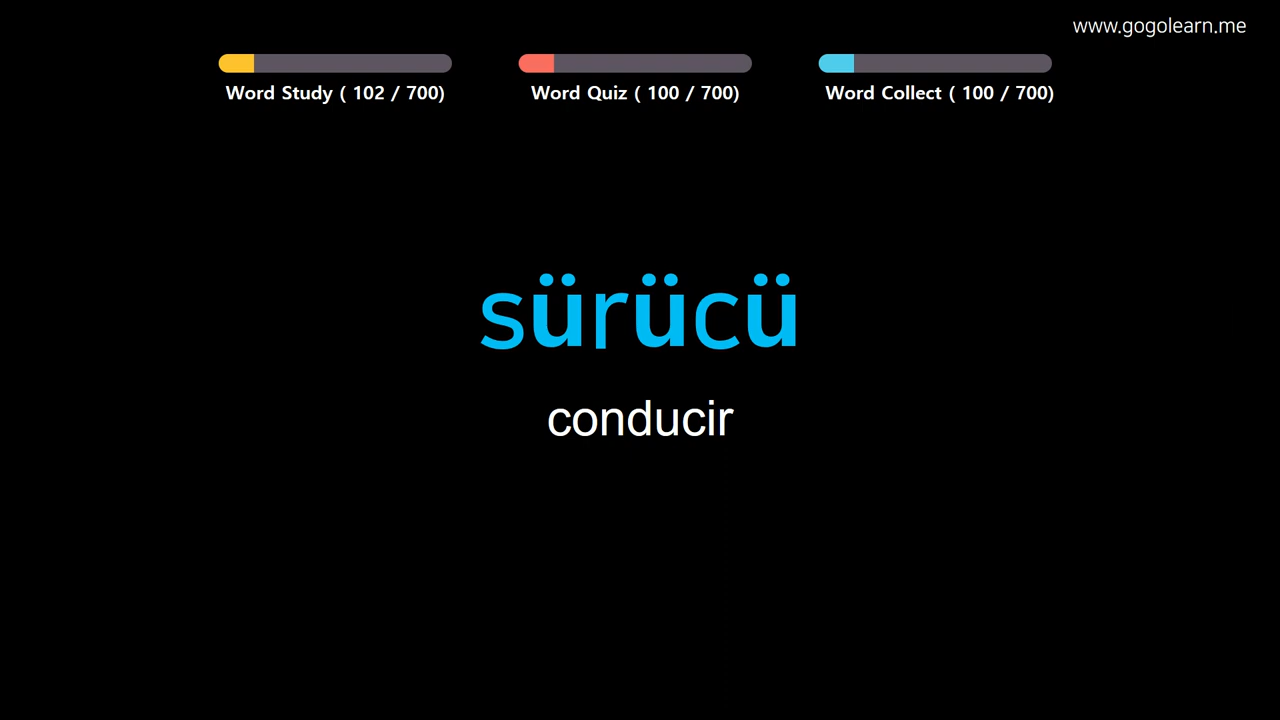 www.gogolearn.me
Word Study ( 102 / 700)
Word Quiz ( 100 / 700)
Word Collect ( 100 / 700)
sürücü
conducir